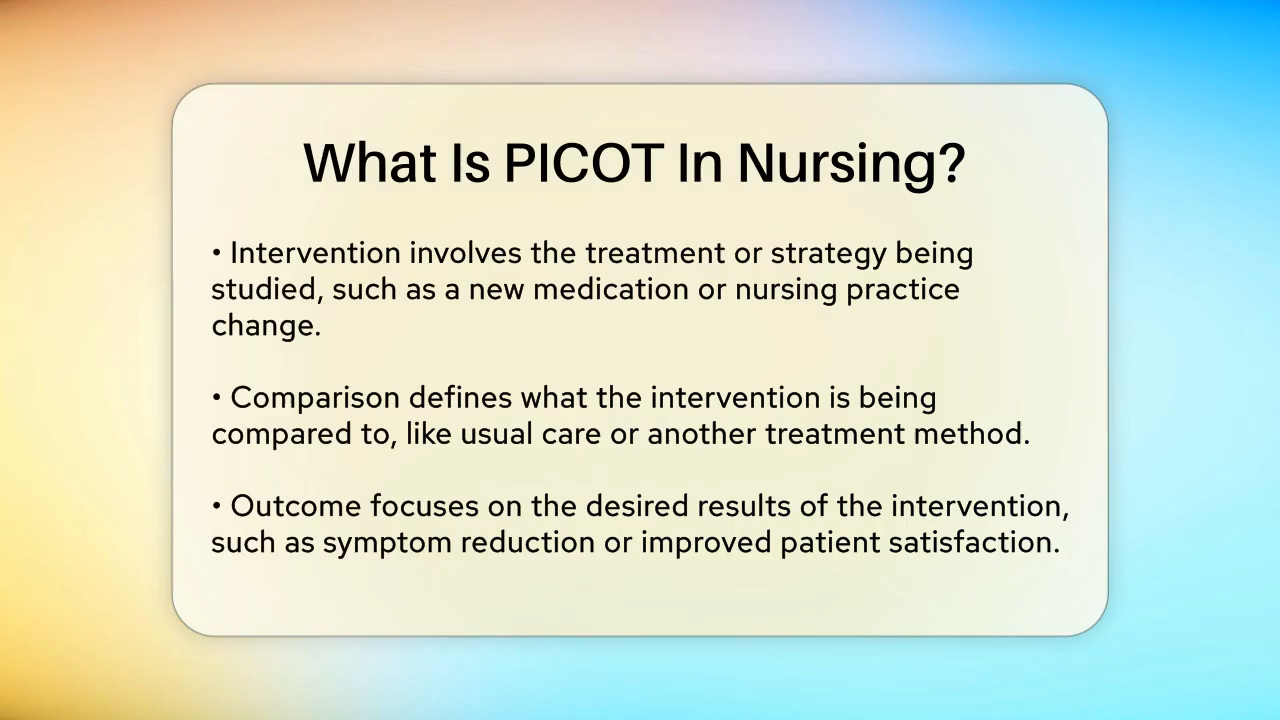 What Is PICOT In Nursing?
• Intervention involves the treatment or strategy being
studied, such as a new medication or nursing practice
change.
• Comparison defines what the intervention is being
compared to, like usual care or another treatment method.
• Outcome focuses on the desired results of the intervention,
such as symptom reduction or improved patient satisfaction.